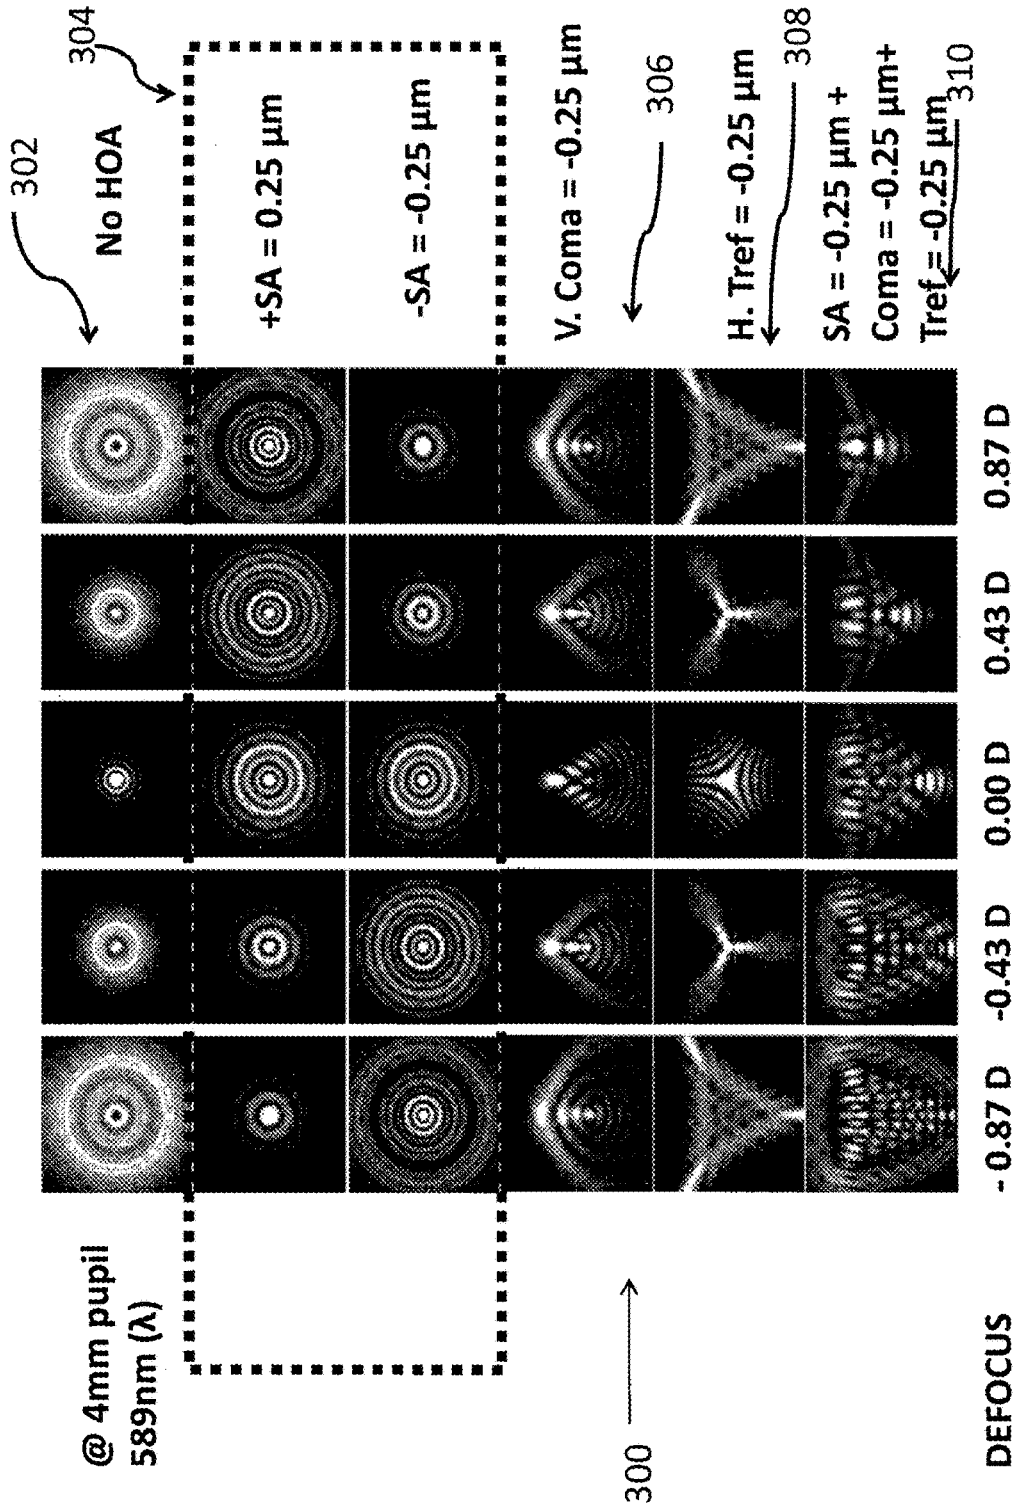 302
304
@ 4mm pupil
589nm (λ)
No HOA
+SA = 0.25 μm
-SA = -0.25 μm
300
V. Coma = -0.25 μm
306
H. Tref = -0.25 μm
308
SA = -0.25 μm +
Coma = -0.25 μm+
Tref = -0.25 μm
310
DEFOCUS
- 0.87 D
-0.43 D
0.00 D
0.43 D
0.87 D